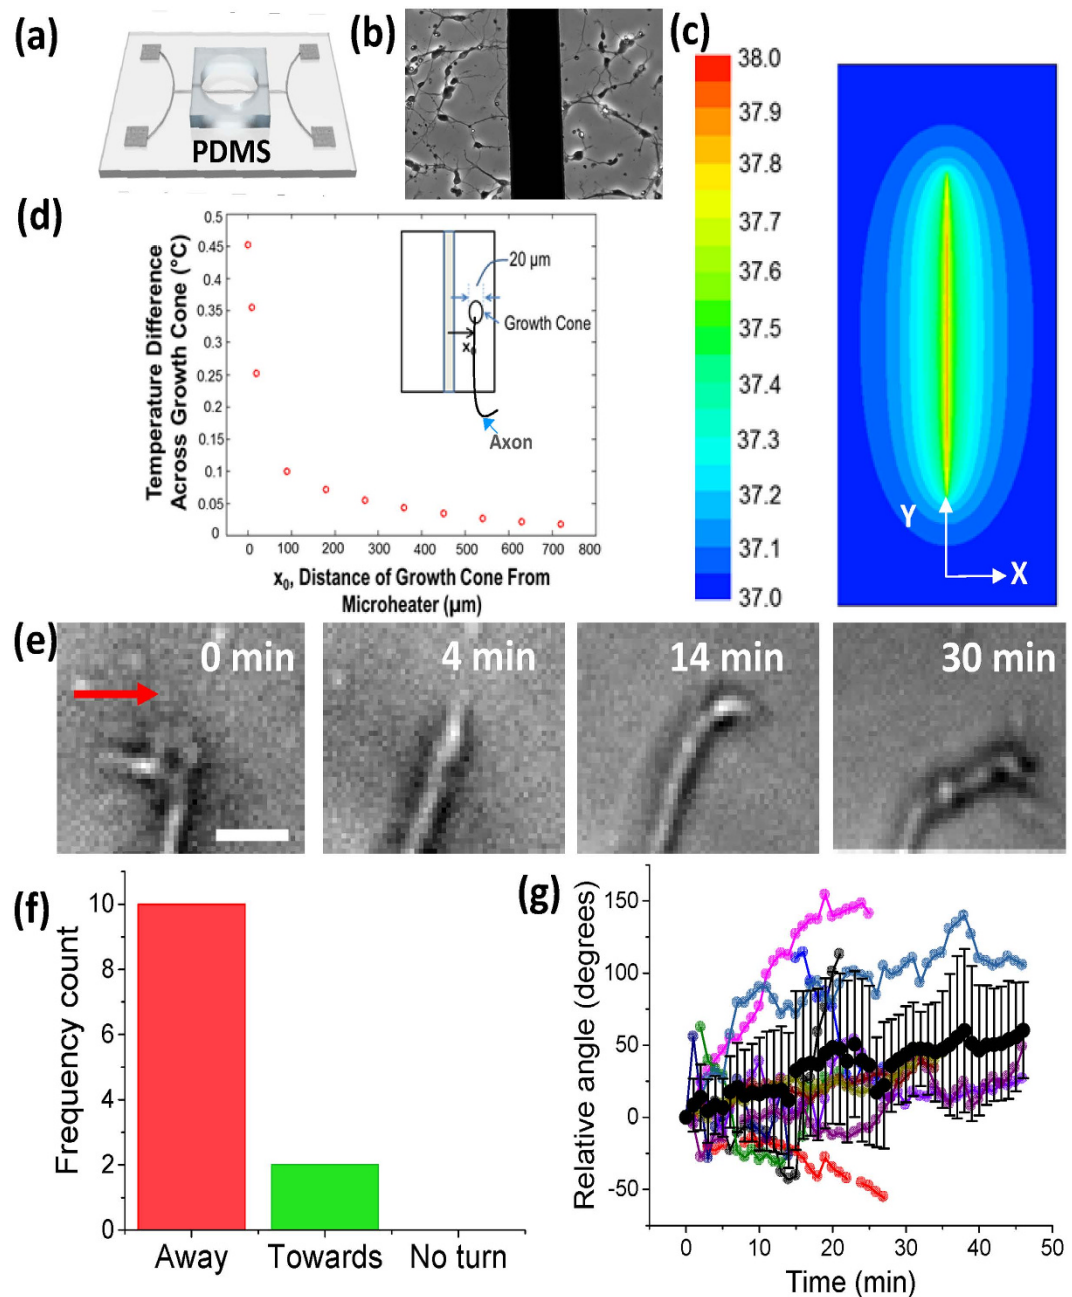 (a)
PDMS
(b)
(c)
38.0
37.9
37.8
37.7
37.6
37.5
37.4
37.3
37.2
37.1
37.0
Y
X
(d)
Temperature Difference
Across Growth Cone (°C)
0.5
0.45
0.4
0.35
0.3
0.25
0.2
0.15
0.1
0.05
0
0 100 200 300 400 500 600 700 800
x0, Distance of Growth Cone From
Microheater (μm)
20 μm
Growth Cone
x0
Axon
(e)
0 min
4 min
14 min
30 min
(f)
Frequency count
10
8
6
4
2
0
Away Towards No turn
(g)
Relative angle (degrees)
150
100
50
0
-50
0 10 20 30 40 50
Time (min)